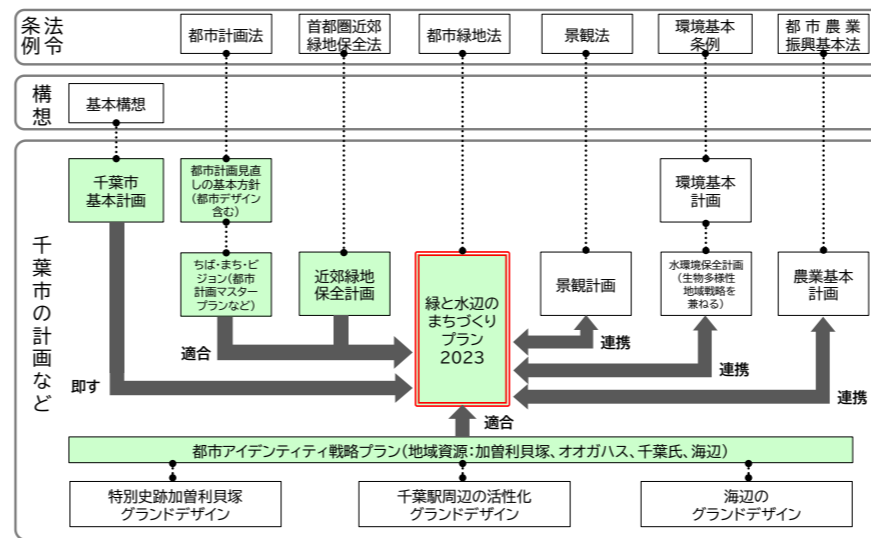 条例
法令
都市計画法
首都圏近郊
緑地保全法
都市緑地法
景観法
環境基本
条例
都市農業
振興基本法
構想
基本構想
千葉市の計画など
千葉市
基本計画
都市計画見直
しの基本方針
(都市デザイン
含む)
環境基本
計画
ちば・まち・ビ
ジョン(都市
計画マスター
プランなど)
近郊緑地
保全計画
緑と水辺の
まちづくり
プラン
2023
景観計画
水環境保全計画
(生物多様性
地域戦略を
兼ねる)
農業基本
計画
適合
連携
即す
連携
連携
適合
都市アイデンティティ戦略プラン(地域資源:加曽利貝塚、オオガハス、千葉氏、海辺)
特別史跡加曽利貝塚
グランドデザイン
千葉駅周辺の活性化
グランドデザイン
海辺の
グランドデザイン